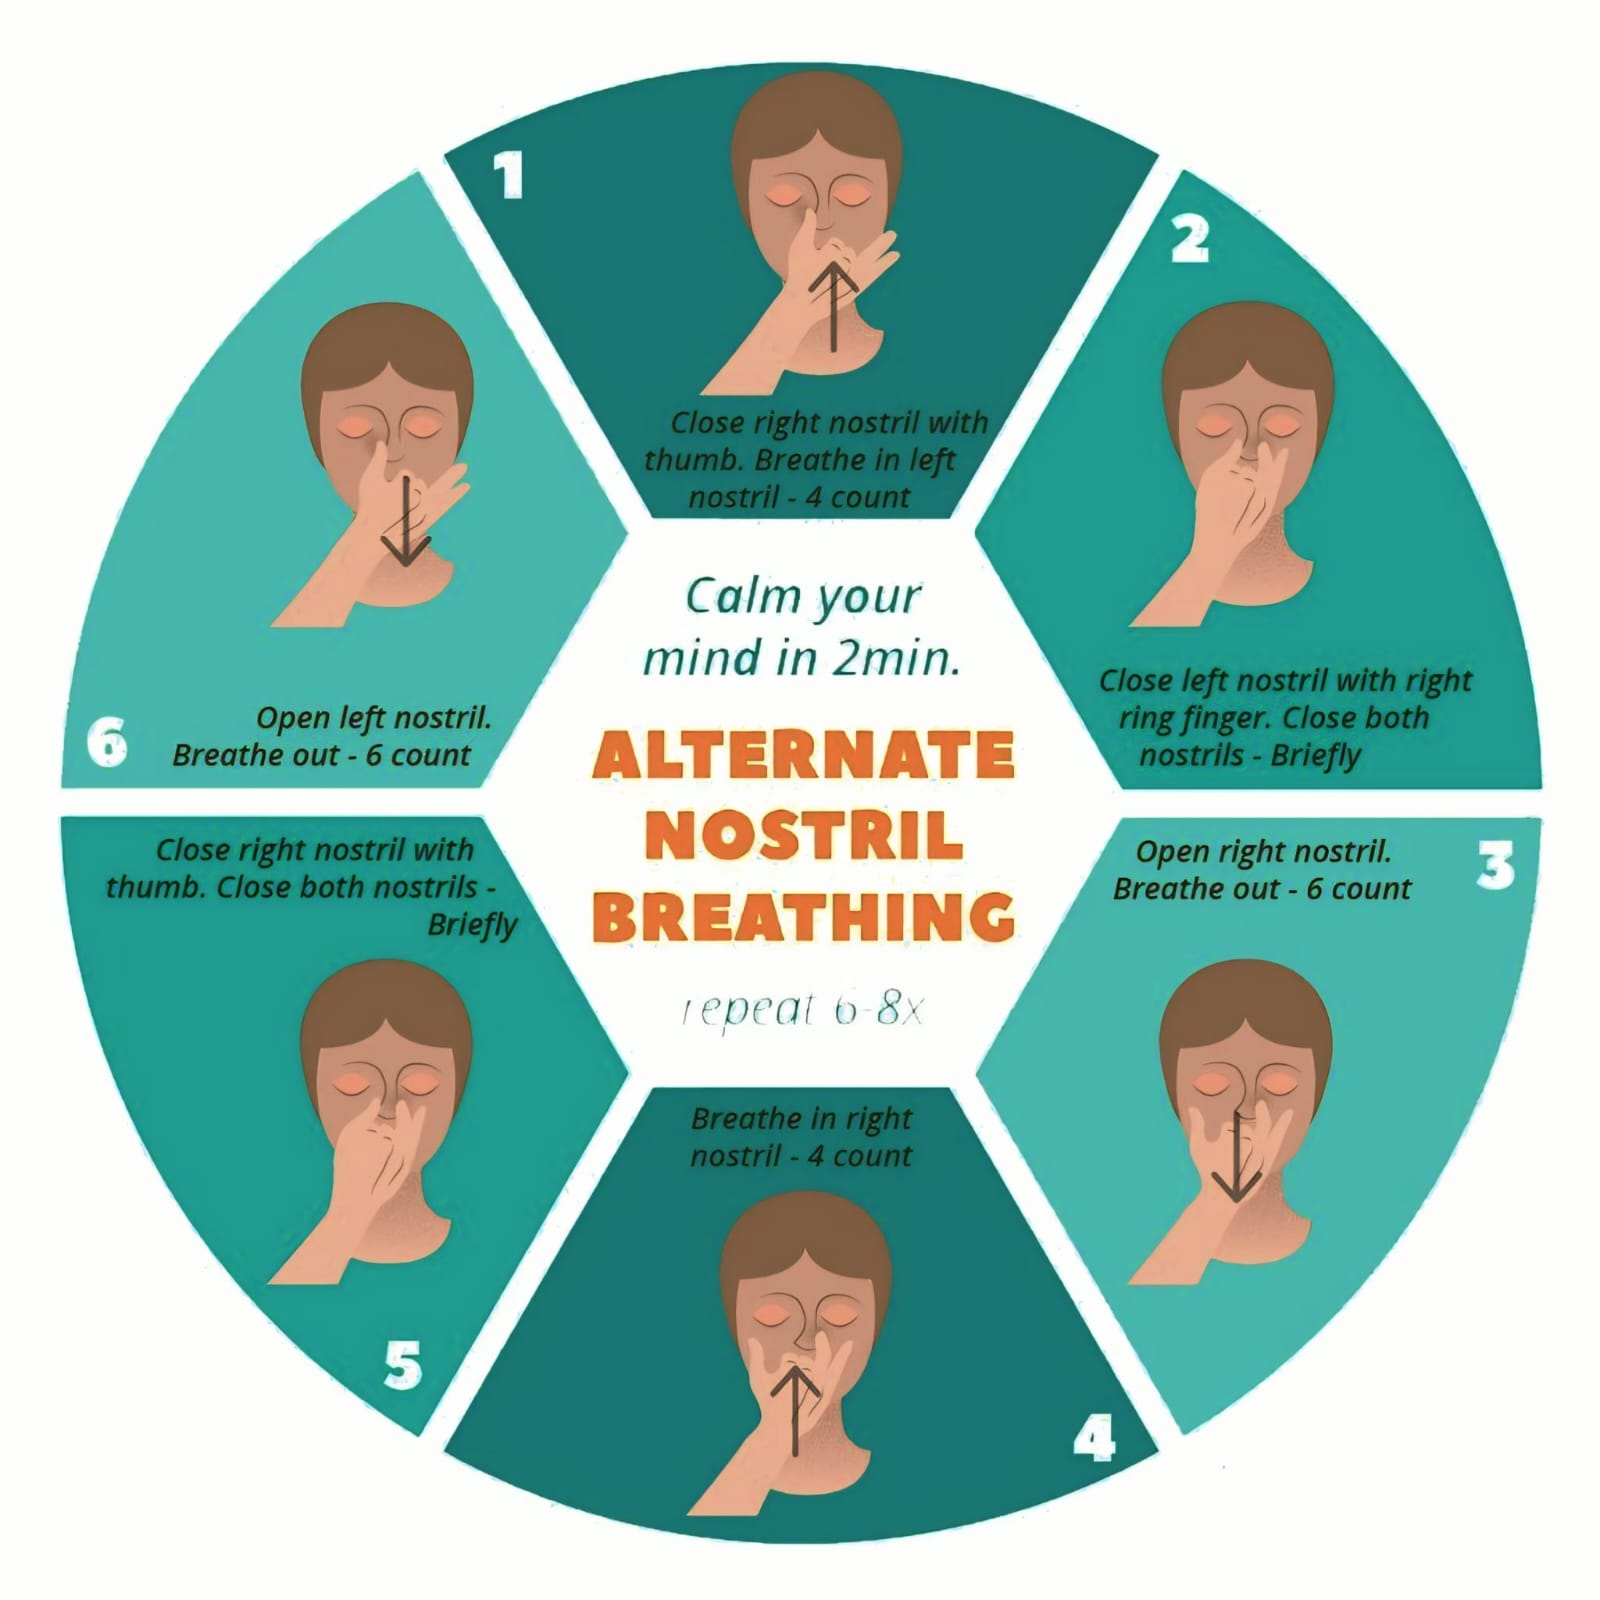 1
Close right nostril with
thumb. Breathe in left
nostril - 4 count
2
Close left nostril with right
ring finger. Close both
nostrils - Briefly
3
Open right nostril.
Breathe out - 6 count
4
Breathe in right
nostril - 4 count
5
Close right nostril with
thumb. Close both nostrils -
Briefly
6
Open left nostril.
Breathe out - 6 count
Calm your
mind in 2min.
ALTERNATE
NOSTRIL
BREATHING
repeat 6-8x